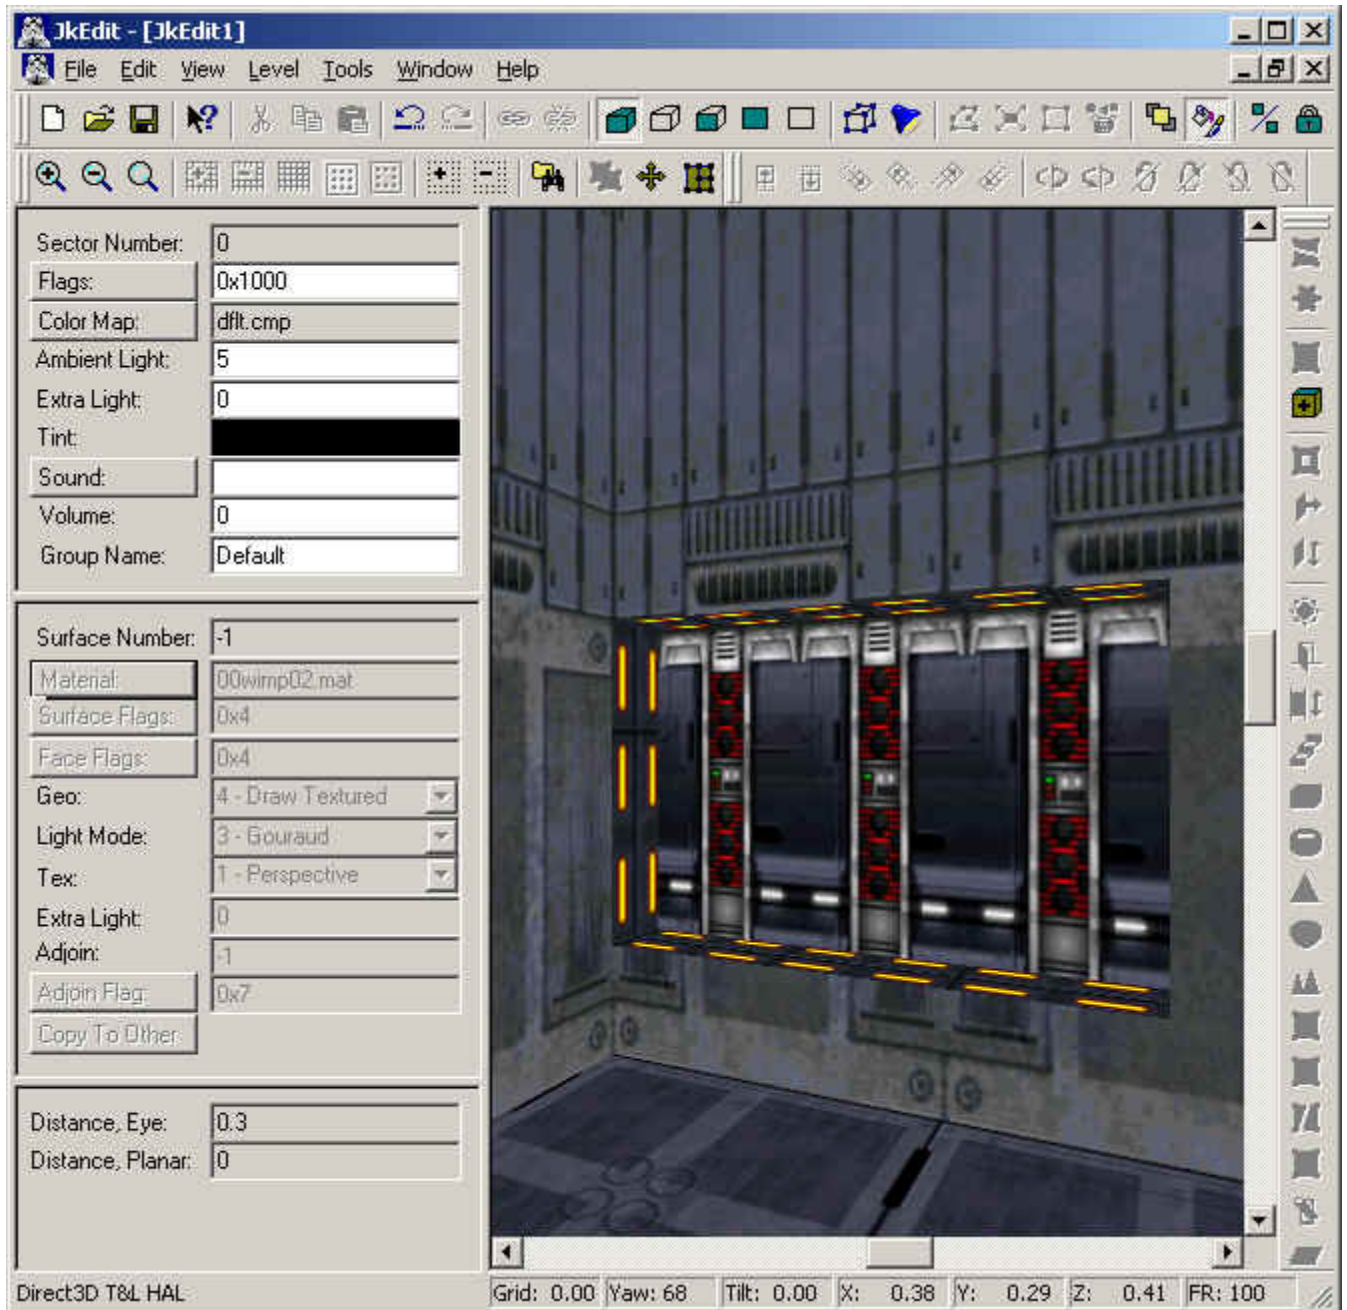 JkEdit - [JkEdit1]
File Edit View Level Tools Window Help
Sector Number: 0
Flags: 0x1000
Color Map: dflt.cmp
Ambient Light: 5
Extra Light: 0
Tint:
Sound:
Volume: 0
Group Name: Default
Surface Number: -1
Material: 00wimp02.mat
Surface Flags: 0x4
Face Flags: 0x4
Geo: 4 - Draw Textured
Light Mode: 3 - Gouraud
Tex: 1 - Perspective
Extra Light: 0
Adjoin: -1
Adjoin Flag: 0x7
Copy To Other
Distance, Eye: 0.3
Distance, Planar: 0
Direct3D T&L HAL Grid: 0.00 Yaw: 68 Tilt: 0.00 X: 0.38 Y: 0.29 Z: 0.41 FR: 100